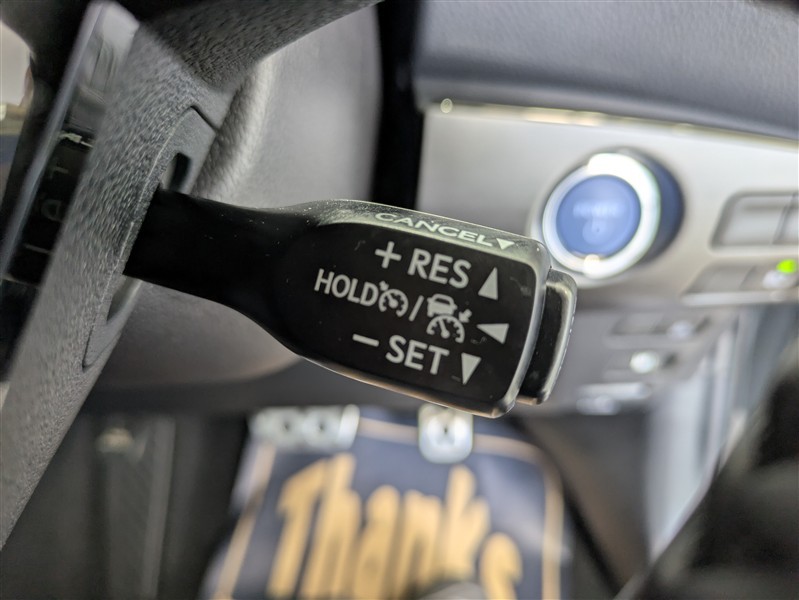 CANCEL▼
+ RES ▲
HOLD / ◀
− SET ▼
Thanks